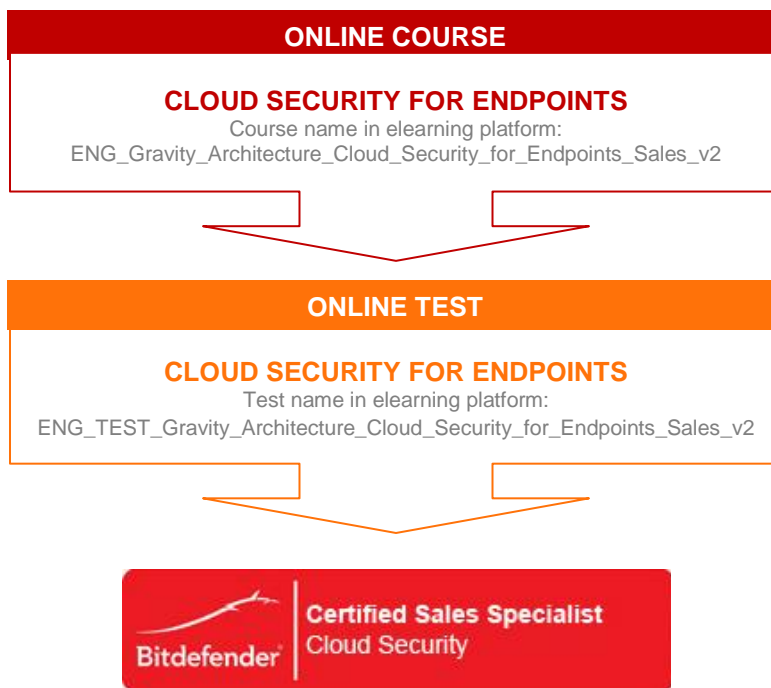 ONLINE COURSE
CLOUD SECURITY FOR ENDPOINTS
Course name in elearning platform:
ENG_Gravity_Architecture_Cloud_Security_for_Endpoints_Sales_v2
ONLINE TEST
CLOUD SECURITY FOR ENDPOINTS
Test name in elearning platform:
ENG_TEST_Gravity_Architecture_Cloud_Security_for_Endpoints_Sales_v2
Bitdefender
Certified Sales Specialist
Cloud Security